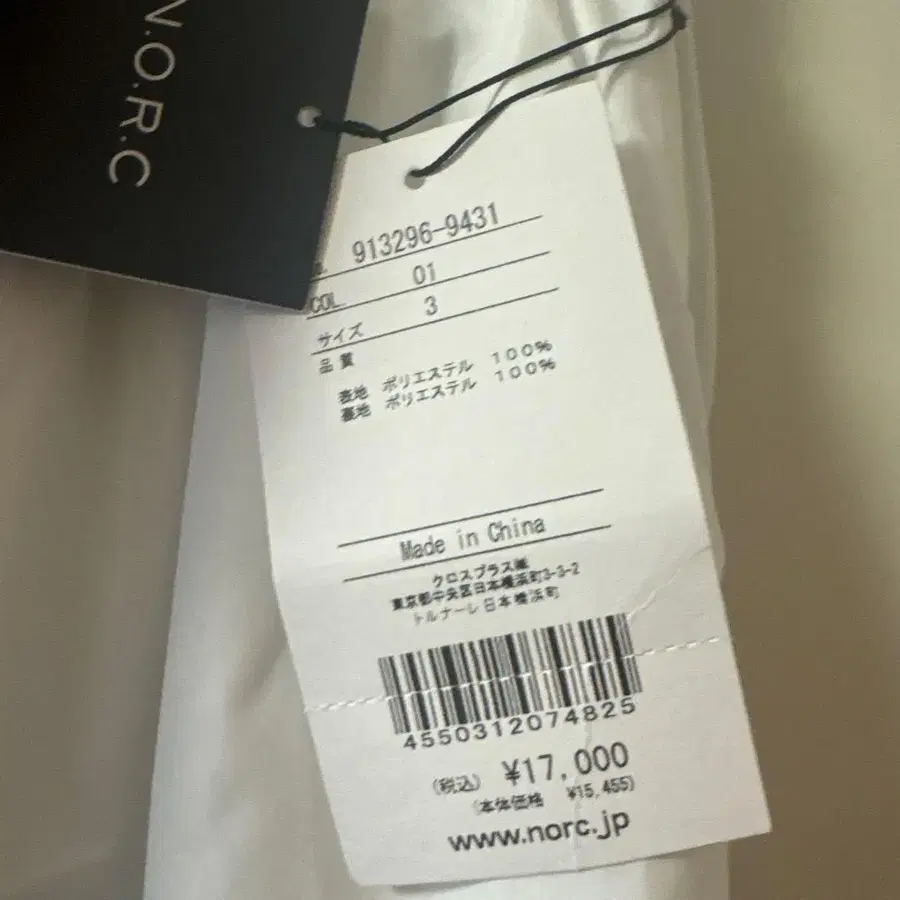 N.O.R.C
913296-9431
COL. 01
サイズ 3
品質
表地 ポリエステル 100%
裏地 ポリエステル 100%
Made in China
クロスプラス㈱
東京都中央区日本橋浜町3-3-2
トルナーレ日本橋浜町
4550312074825
(税込) ¥17,000
(本体価格 ¥15,455)
www.norc.jp